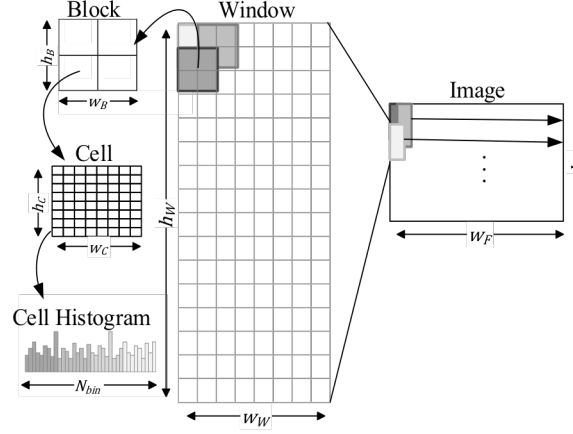 Block
Window
h_B
w_B
Image
Cell
h_C
w_C
h_W
w_F
Cell Histogram
N_bin
w_W